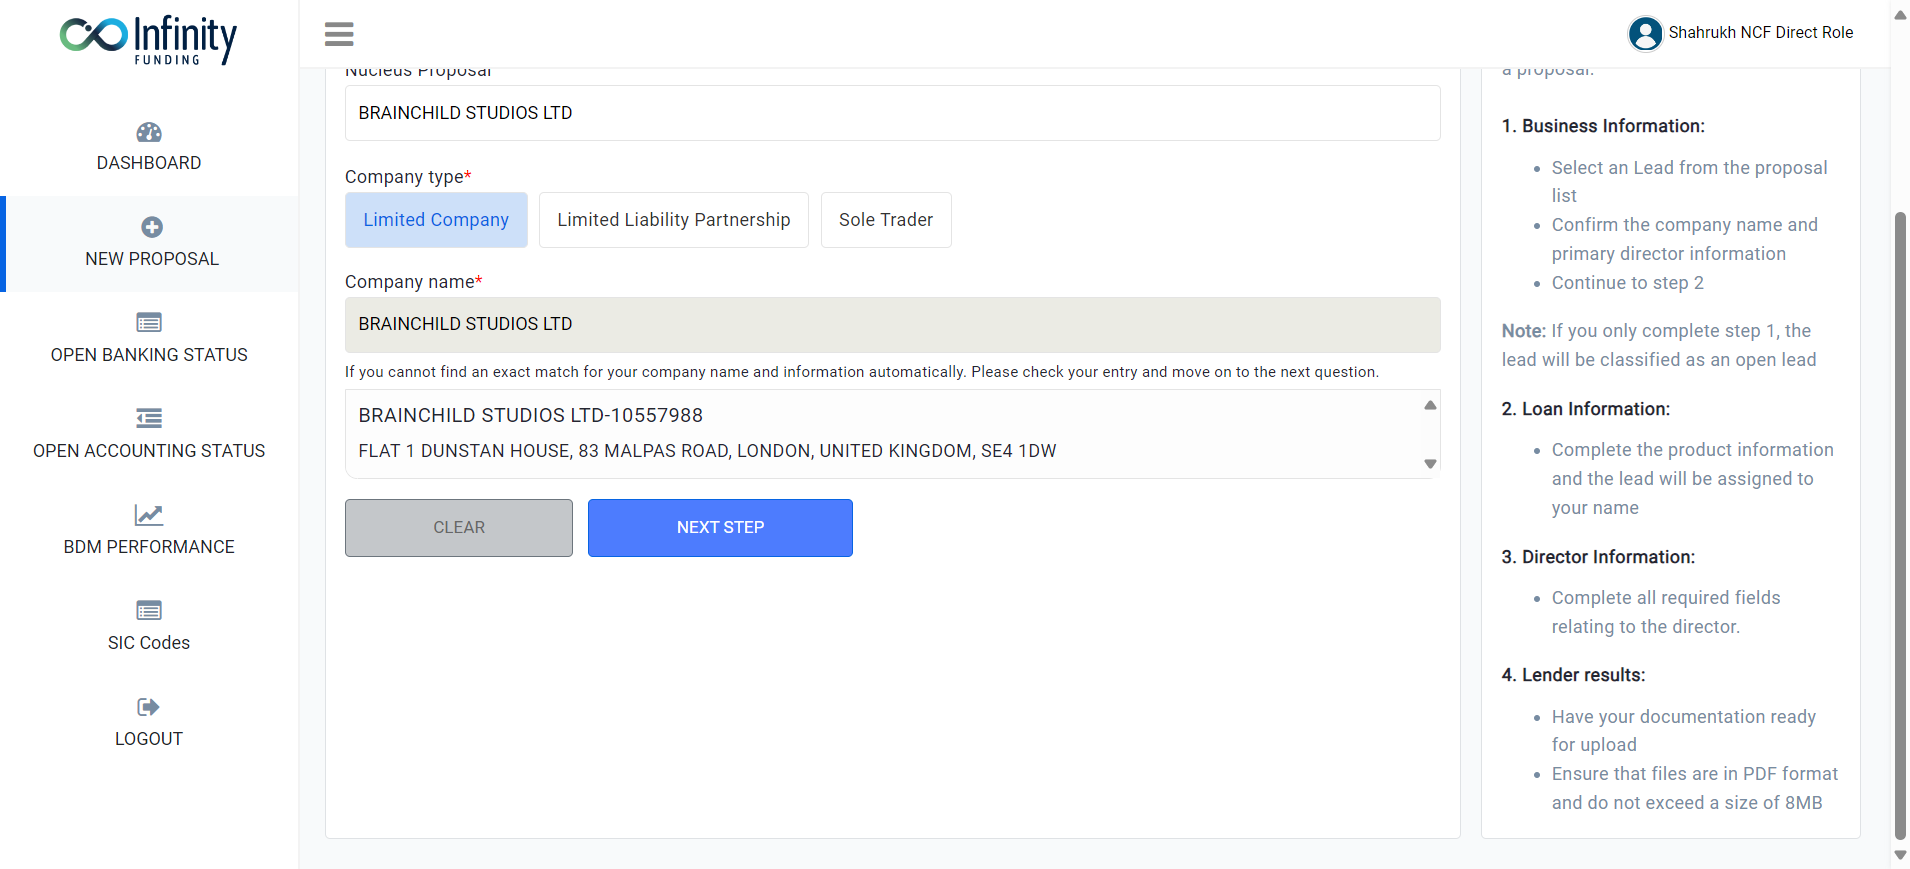 Infinity
FUNDING
DASHBOARD
NEW PROPOSAL
OPEN BANKING STATUS
OPEN ACCOUNTING STATUS
BDM PERFORMANCE
SIC Codes
LOGOUT
Shahrukh NCF Direct Role
Nucleus Proposal
BRAINCHILD STUDIOS LTD
Company type*
Limited Company
Limited Liability Partnership
Sole Trader
Company name*
BRAINCHILD STUDIOS LTD
If you cannot find an exact match for your company name and information automatically. Please check your entry and move on to the next question.
BRAINCHILD STUDIOS LTD-10557988
FLAT 1 DUNSTAN HOUSE, 83 MALPAS ROAD, LONDON, UNITED KINGDOM, SE4 1DW
CLEAR
NEXT STEP
a proposal.
1. Business Information:
Select an Lead from the proposal
list
Confirm the company name and
primary director information
Continue to step 2
Note: If you only complete step 1, the
lead will be classified as an open lead
2. Loan Information:
Complete the product information
and the lead will be assigned to
your name
3. Director Information:
Complete all required fields
relating to the director.
4. Lender results:
Have your documentation ready
for upload
Ensure that files are in PDF format
and do not exceed a size of 8MB